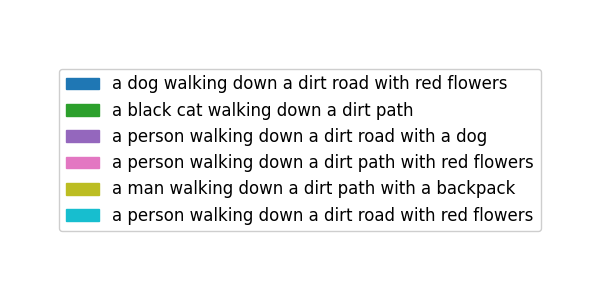 a dog walking down a dirt road with red flowers
a black cat walking down a dirt path
a person walking down a dirt road with a dog
a person walking down a dirt path with red flowers
a man walking down a dirt path with a backpack
a person walking down a dirt road with red flowers